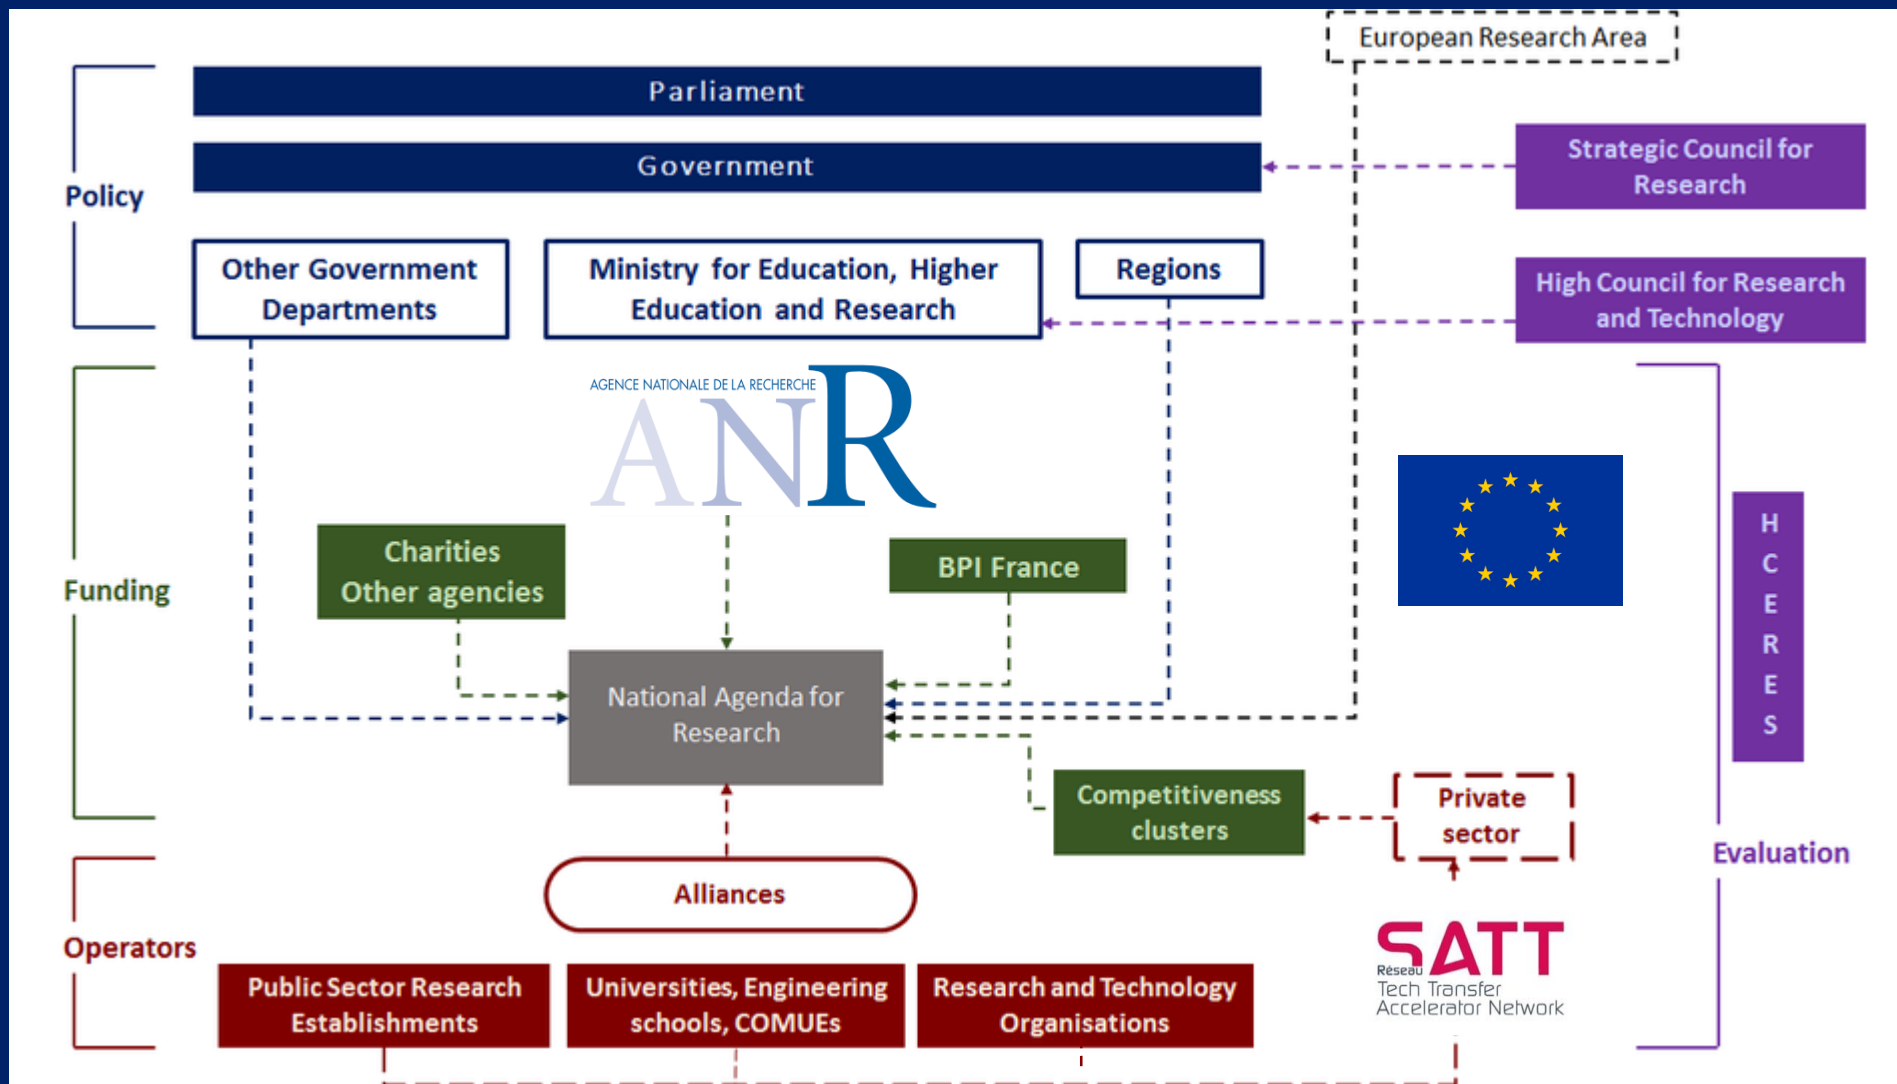 European Research Area
Parliament
Government
Strategic Council for
Research
Policy
Other Government
Departments
Ministry for Education, Higher
Education and Research
Regions
High Council for Research
and Technology
AGENCE NATIONALE DE LA RECHERCHE
ANR
Charities
Other agencies
BPI France
Funding
H
C
E
R
E
S
National Agenda for
Research
Competitiveness
clusters
Private
sector
Evaluation
Alliances
Operators
SATT
Réseau
Tech Transfer
Accelerator Network
Public Sector Research
Establishments
Universities, Engineering
schools, COMUEs
Research and Technology
Organisations